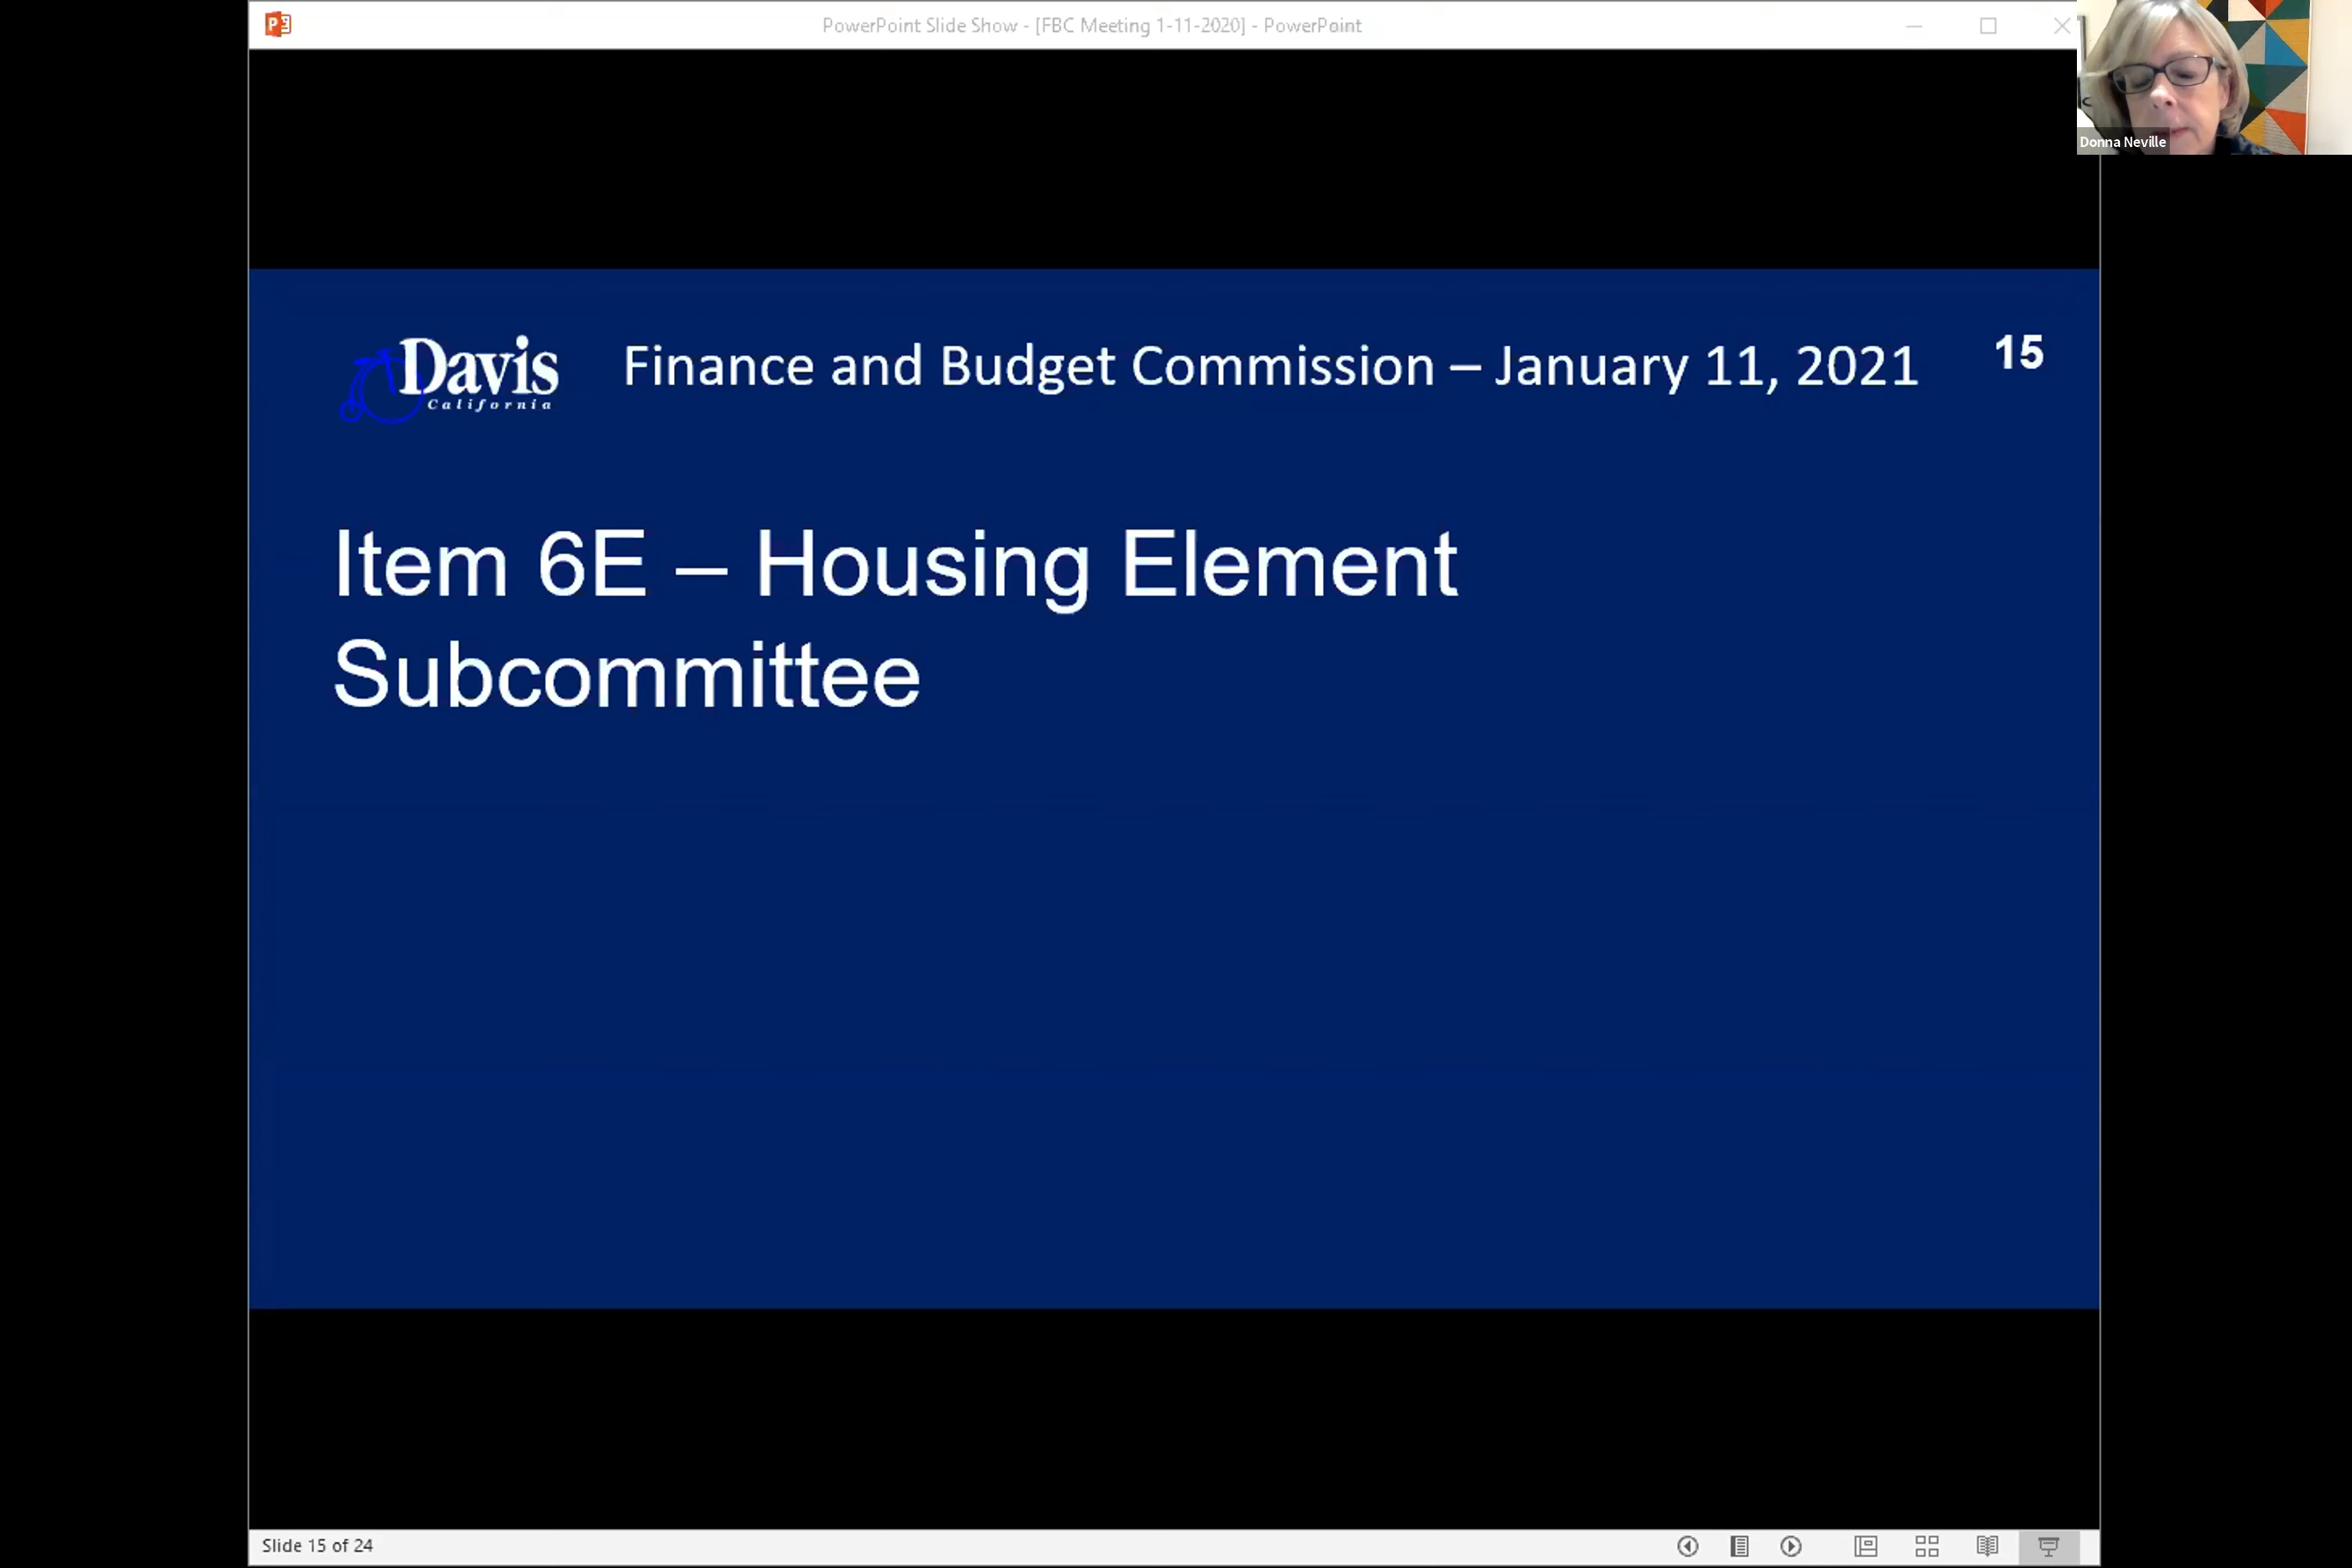 PowerPoint Slide Show - [FBC Meeting 1-11-2020] - PowerPoint
Donna Neville
Davis
California
Finance and Budget Commission – January 11, 2021
15
Item 6E – Housing Element
Subcommittee
Slide 15 of 24